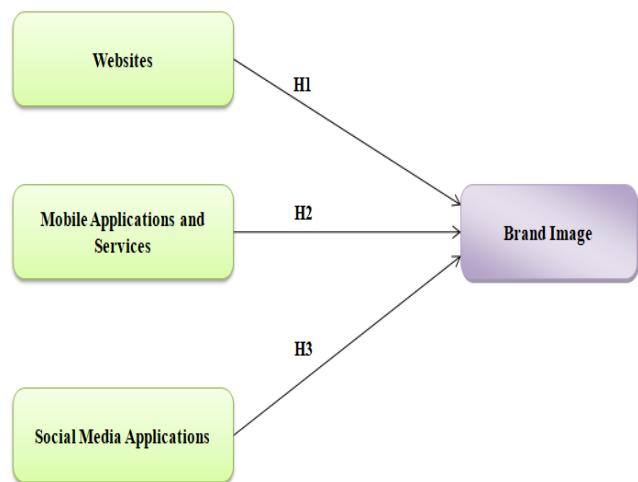 Websites
H1
Mobile Applications and
Services
H2
Brand Image
H3
Social Media Applications